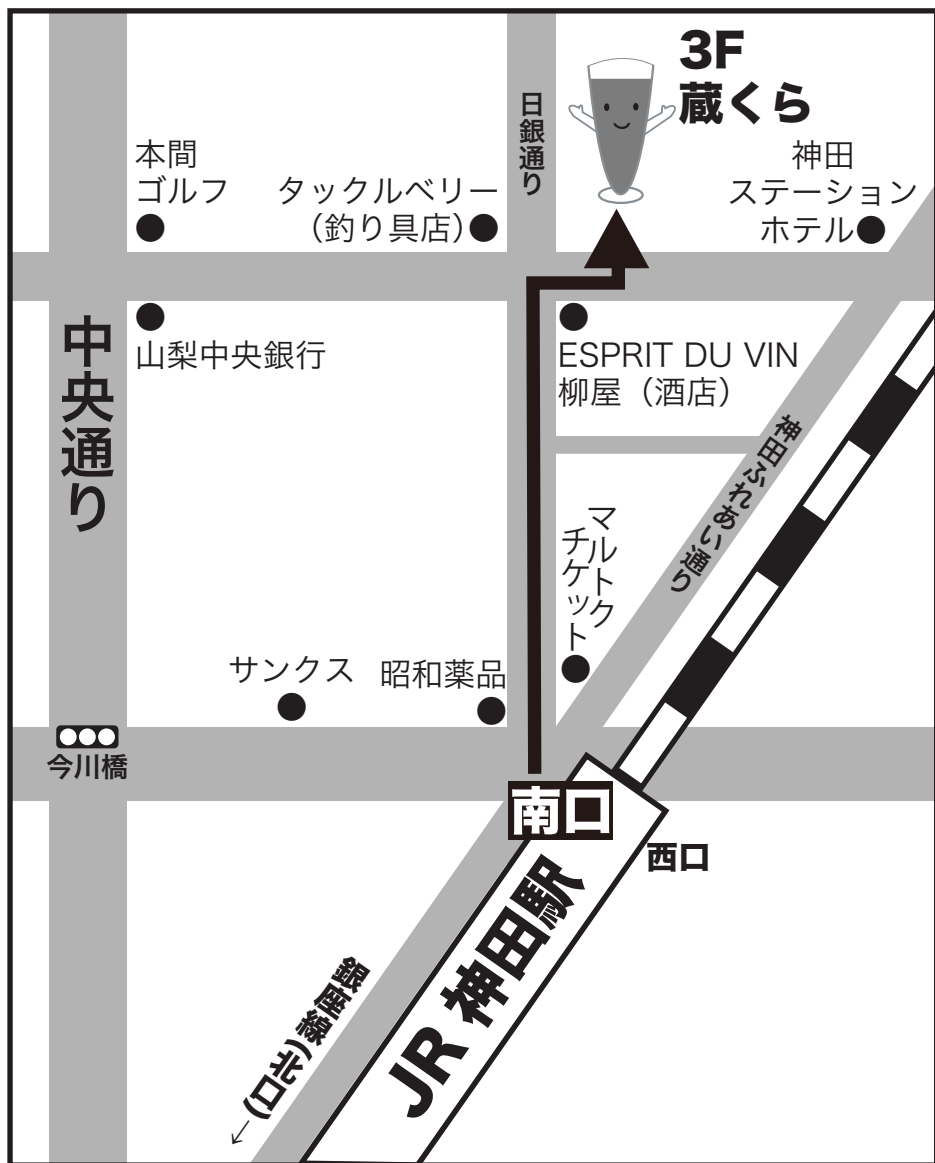 3F
蔵くら
日銀通り
本間
ゴルフ
タックルベリー
（釣り具店）
神田
ステーション
ホテル
中央通り
山梨中央銀行
ESPRIT DU VIN
柳屋（酒店）
神田ふれあい通り
マルトク
チケット
サンクス
昭和薬品
今川橋
南口
西口
JR 神田駅
銀座線(北口)
←